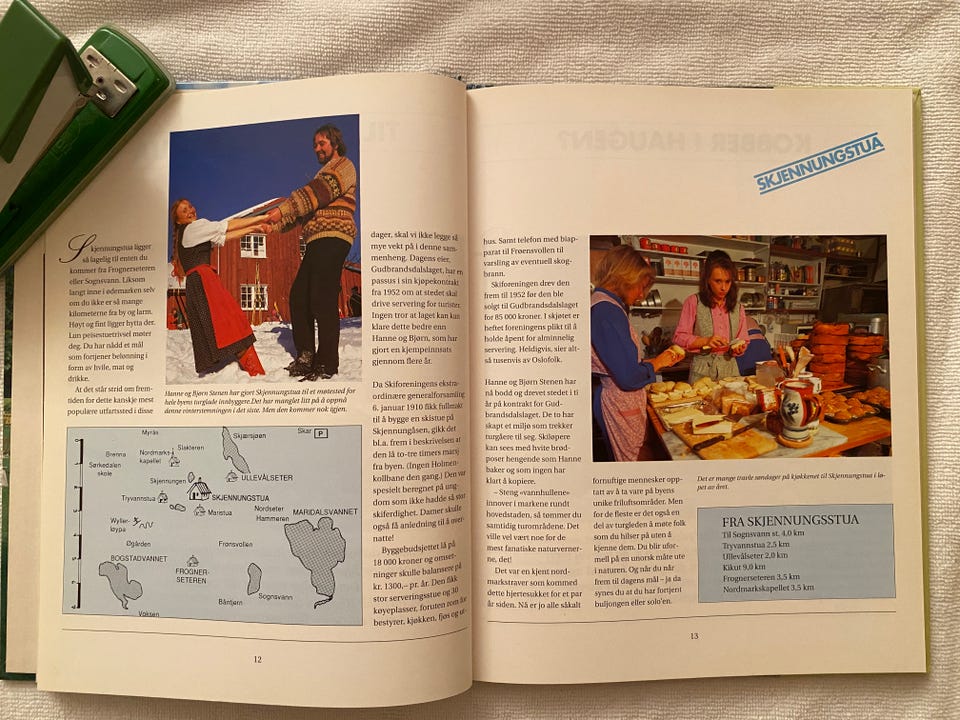 Skjennungstua ligger
så lagelig til enten du
kommer fra Frognerseteren
eller Sognsvann. Liksom
langt inne i ødemarken selv
om du ikke er så mange
kilometerne fra by og larm.
Høyt og fint ligger hytta der.
Lun peisestuetrivsel møter
deg. Du har nådd et mål
som fortjener belønning i
form av hvile, mat og
drikke.
At det står strid om frem-
tiden for dette kanskje mest
populære utfartssted i disse
Hanne og Bjørn Stenen har gjort Skjennungstua til et møtested for
hele byens turglade innbyggere. Det har manglet litt på å oppnå
denne vinterstemningen i det siste. Men den kommer nok igjen.
Myrås
Skjærsjøen
Skar P
Slakteren
Brenna
Nordmarks-
kapellet
Sørkedalen
skole
ULLEVÅLSETER
Skjennungen
SKJENNUNGSTUA
Tryvannstua
Maristua
Nordseter
Hammeren
MARIDALSVANNET
Wyller-
løypa
Øgården
Frønsvollen
BOGSTADVANNET
FROGNER-
SETEREN
Sognsvann
Båntjern
Voksen
dager, skal vi ikke legge så
mye vekt på i denne sam-
menheng. Dagens eier,
Gudbrandsdalslaget, har en
passus i sin kjøpekontrakt
fra 1952 om at stedet skal
drive servering for turister.
Ingen tror at laget kan
klare dette bedre enn
Hanne og Bjørn, som har
gjort en kjempeinnsats
gjennom flere år.
Da Skiforeningens ekstra-
ordinære generalforsamling
6. januar 1910 fikk fullmakt
til å bygge en skistue på
Skjennungåsen, gikk det
bl.a. frem i beskrivelsen at
den lå to-tre timers marsj
fra byen. (Ingen Holmen-
kollbane den gang.) Den var
spesielt beregnet på ung-
dom som ikke hadde så stor
skiferdighet. Damer skulle
også få anledning til å over-
natte!
Byggebudsjettet lå på
18 000 kroner og omset-
ninger skulle balansere på
kr. 1300,– pr. år. Den fikk
stor serveringsstue og 30
køyeplasser, foruten rom for
bestyrer, kjøkken, fjøs og ut-
12
SKJENNUNGSTUA
hus. Samt telefon med blap-
parat til Frøensvollen til
varsling av eventuell skog-
brann.
Skiforeningen drev den
frem til 1952 før den ble
solgt til Gudbrandsdalslaget
for 85 000 kroner. I skjøtet er
heftet foreningens plikt til å
holde åpent for alminnelig
servering. Heldigvis, sier alt-
så tusenvis av Oslofolk.
Hanne og Bjørn Stenen har
nå bodd og drevet stedet i ti
år på kontrakt for Gud-
brandsdalslaget. De to har
skapt et miljø som trekker
turgåere til seg. Skiløpere
kan sees med hvite brød-
poser hengende som Hanne
baker og som ingen har
klart å kopiere.
– Steng «vannhullene»
innover i markene rundt
hovedstaden, så tømmer du
samtidig turområdene. Det
ville vel vært noe for de
mest fanatiske naturverner-
ne, det!
Det var en kjent nord-
markstraver som kommed
dette hjertesukket for et par
år siden. Nå er jo alle såkalt
fornuftige mennesker opp-
tatt av å ta vare på byens
unike friluftsområder. Men
for de fleste er det også en
del av turgleden å møte folk
som du hilser på uten å
kjenne dem. Du blir ufor-
mell på en unorsk måte ute
i naturen. Og når du når
frem til dagens mål – ja da
synes du at du har fortjent
buljongen eller solo'en.
Det er mange travle søndager på kjøkkenet til Skjennungstua i lø-
pet av året.
FRA SKJENNUNGSSTUA
Til Sognsvann st. 4,0 km
Tryvannstua 2,5 km
Ullevålseter 2,0 km
Kikut 9,0 km
Frognerseteren 3,5 km
Nordmarkskapellet 3,5 km
13